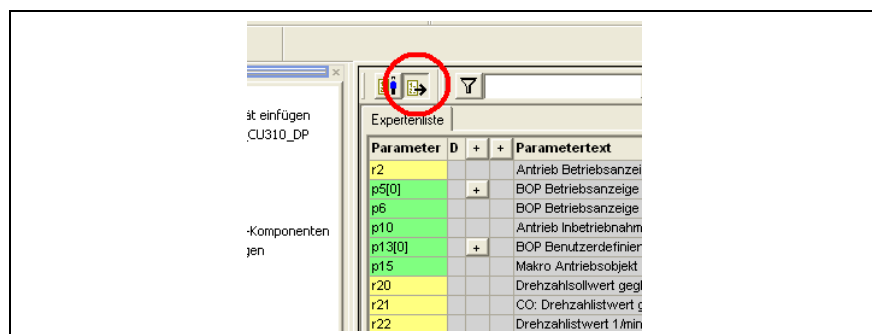 ät einfügen
CU310_DP
-Komponenten
gen
Expertenliste
Parameter D + + Parametertext
r2 Antrieb Betriebsanzei
p5[0] + BOP Betriebsanzeige
p6 BOP Betriebsanzeige
p10 Antrieb Inbetriebnahm
p13[0] + BOP Benutzerdefinier
p15 Makro Antriebsobjekt
r20 Drehzahlsollwert gegl
r21 CO: Drehzahlistwert g
r22 Drehzahlistwert 1/min